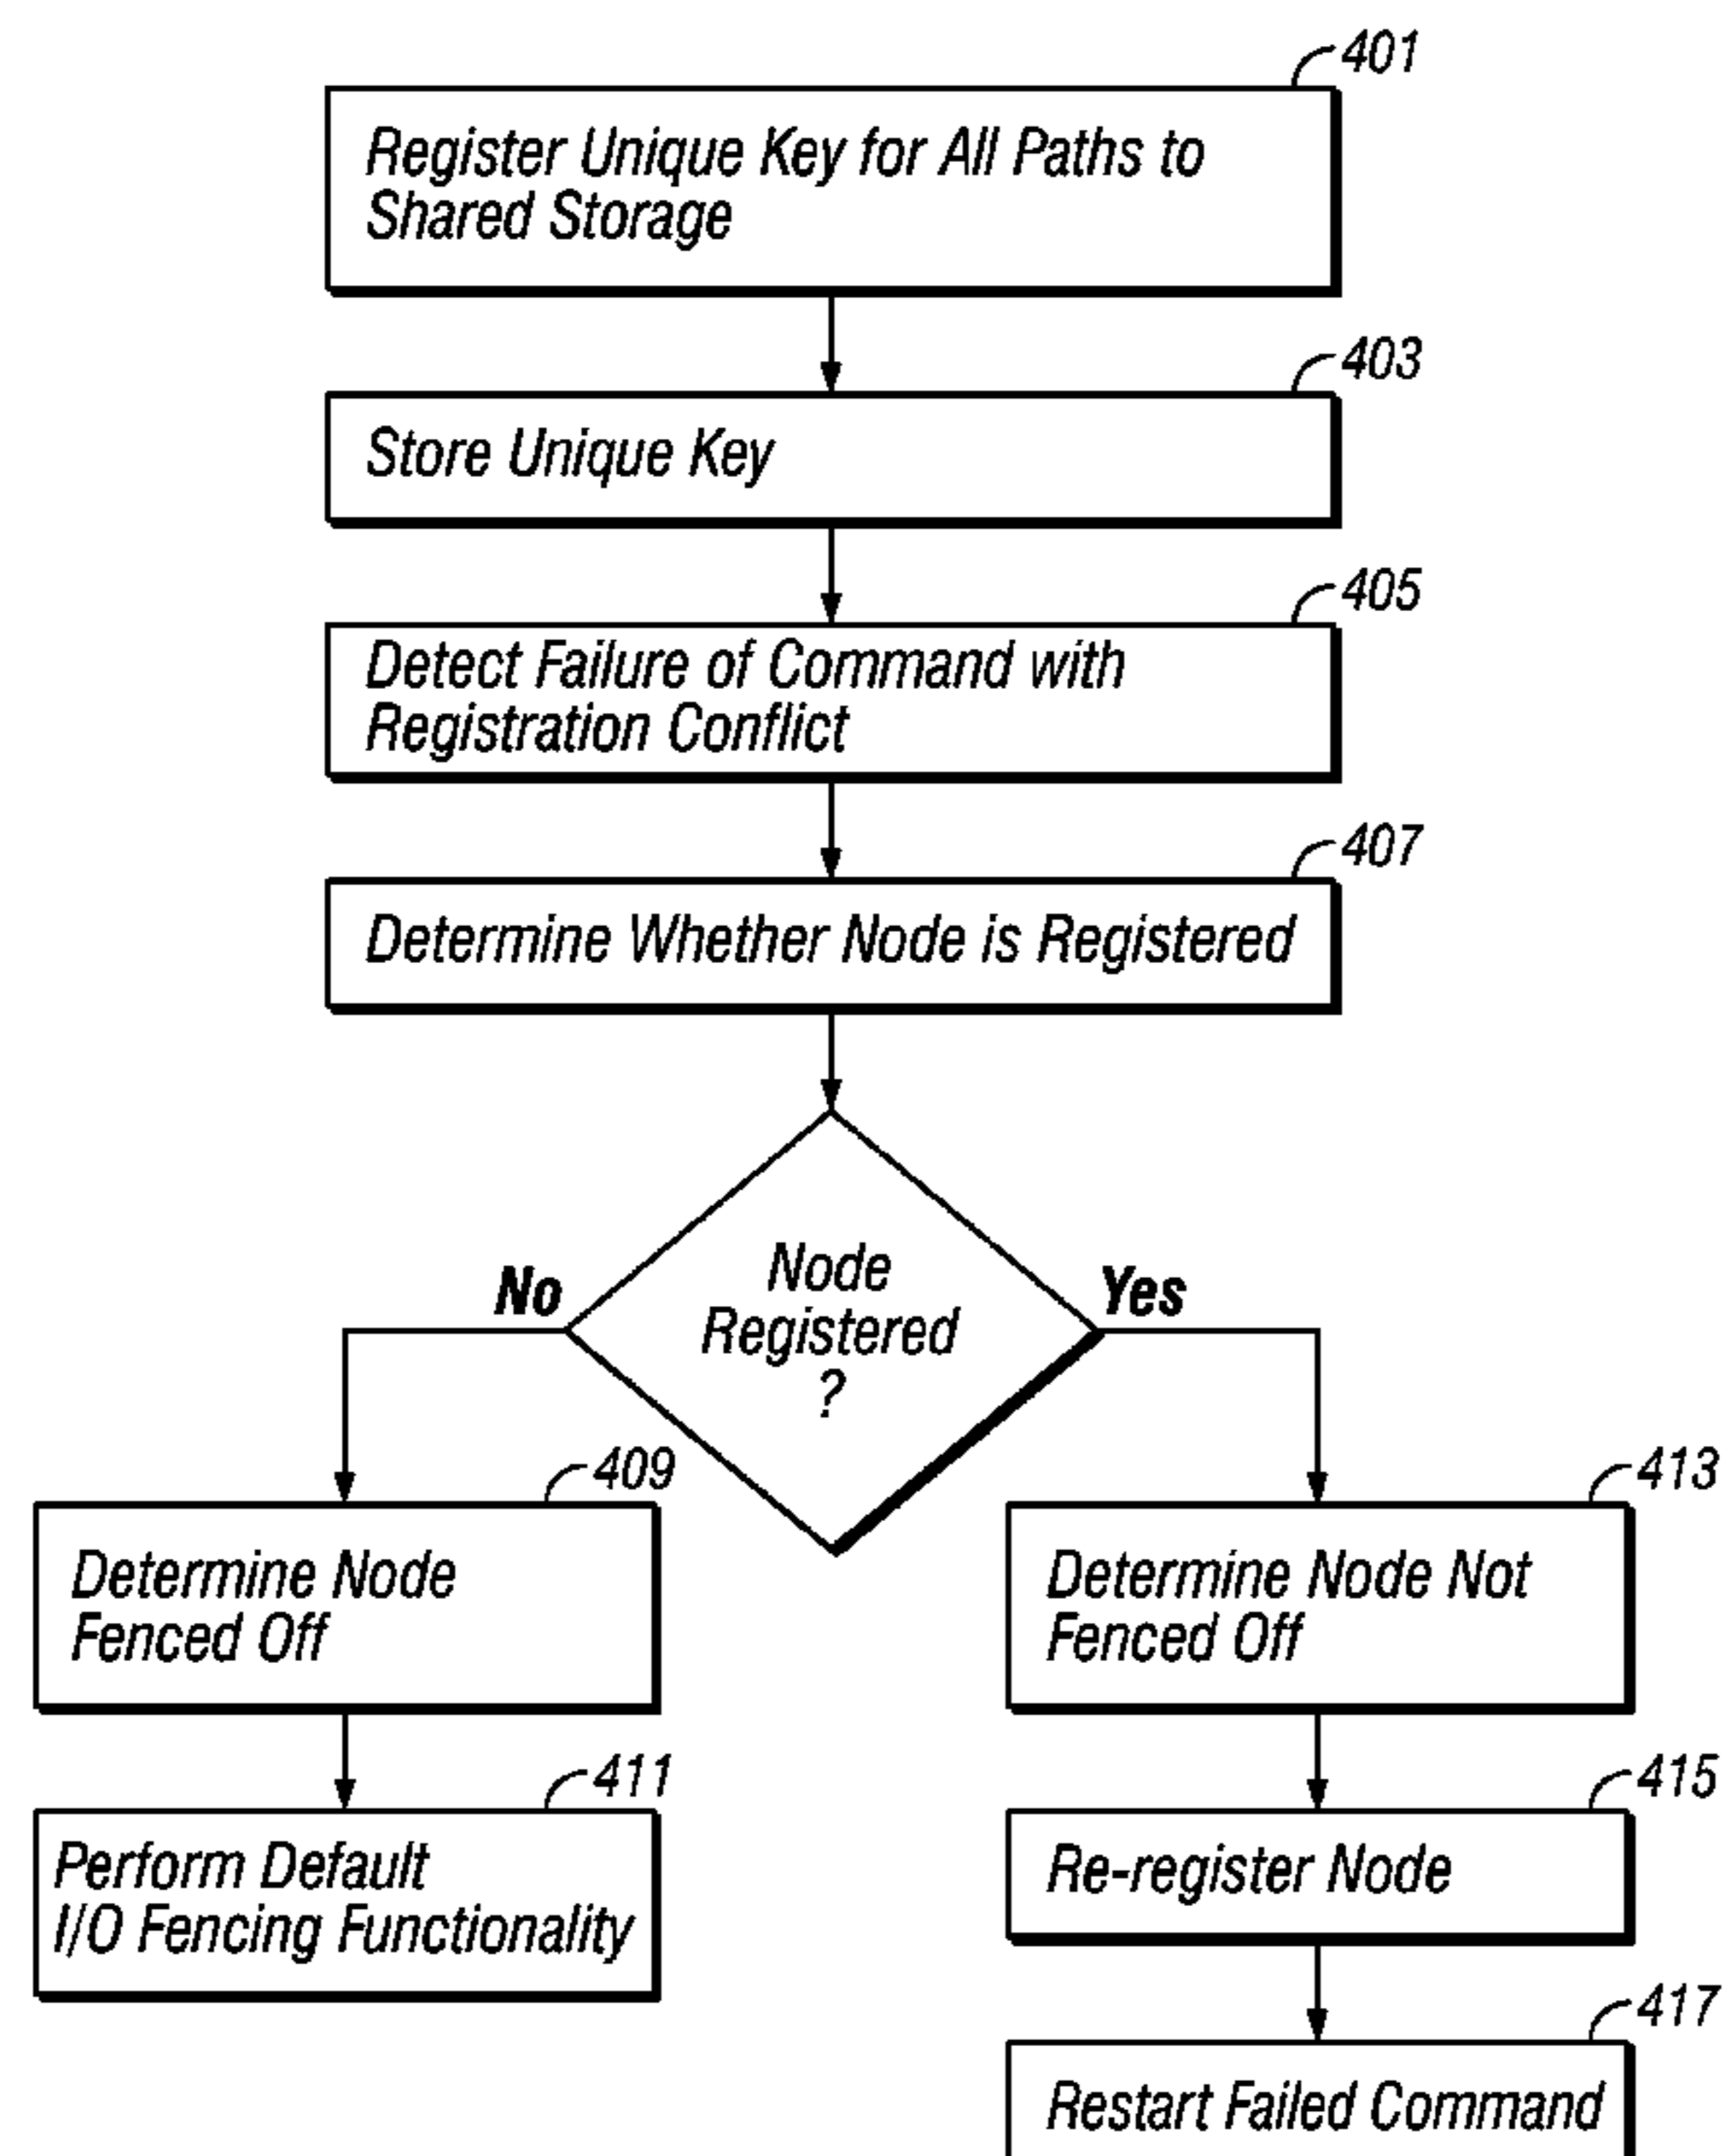 401
Register Unique Key for All Paths to
Shared Storage
403
Store Unique Key
405
Detect Failure of Command with
Registration Conflict
407
Determine Whether Node is Registered
Node
Registered
?
No
Yes
409
Determine Node
Fenced Off
411
Perform Default
I/O Fencing Functionality
413
Determine Node Not
Fenced Off
415
Re-register Node
417
Restart Failed Command